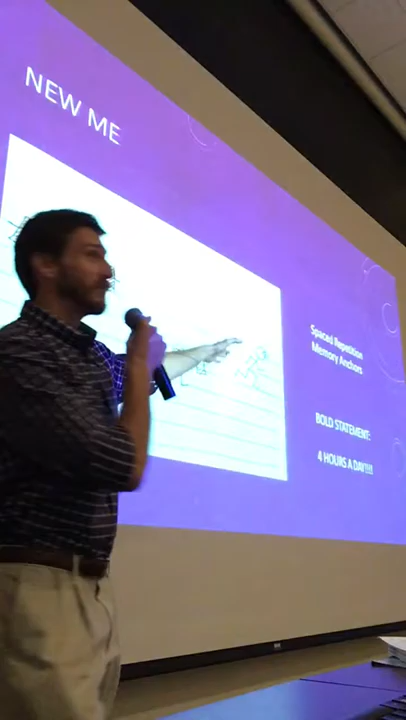 NEW ME
Spaced Repetition
Memory Anchors
BOLD STATEMENT:
4 HOURS A DAY!!!!